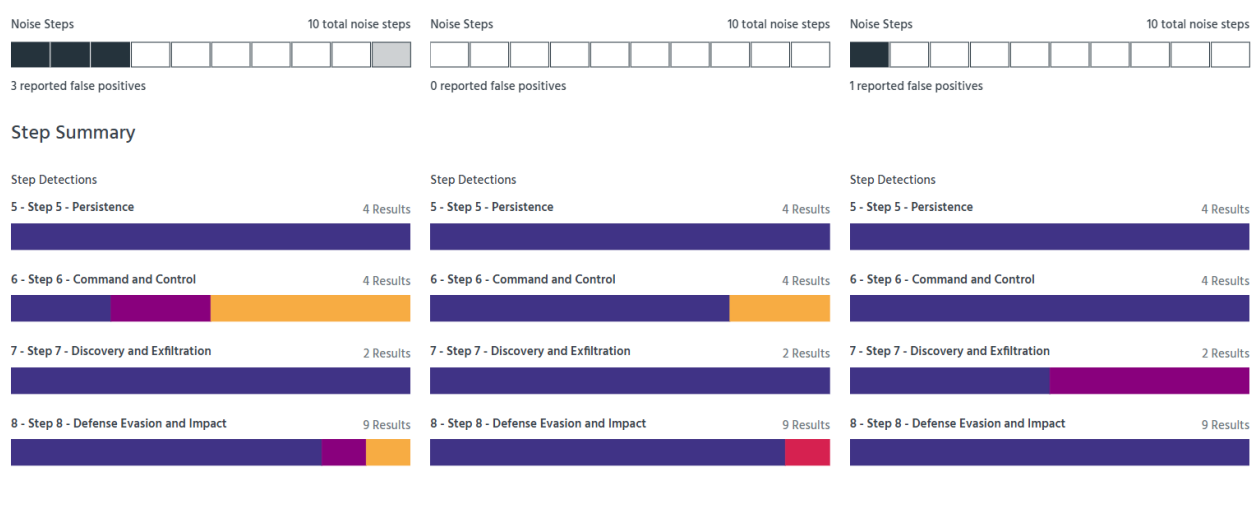 Noise Steps 10 total noise steps Noise Steps 10 total noise steps Noise Steps 10 total noise steps
3 reported false positives 0 reported false positives 1 reported false positives
Step Summary
Step Detections Step Detections Step Detections
5 - Step 5 - Persistence 4 Results 5 - Step 5 - Persistence 4 Results 5 - Step 5 - Persistence 4 Results
6 - Step 6 - Command and Control 4 Results 6 - Step 6 - Command and Control 4 Results 6 - Step 6 - Command and Control 4 Results
7 - Step 7 - Discovery and Exfiltration 2 Results 7 - Step 7 - Discovery and Exfiltration 2 Results 7 - Step 7 - Discovery and Exfiltration 2 Results
8 - Step 8 - Defense Evasion and Impact 9 Results 8 - Step 8 - Defense Evasion and Impact 9 Results 8 - Step 8 - Defense Evasion and Impact 9 Results